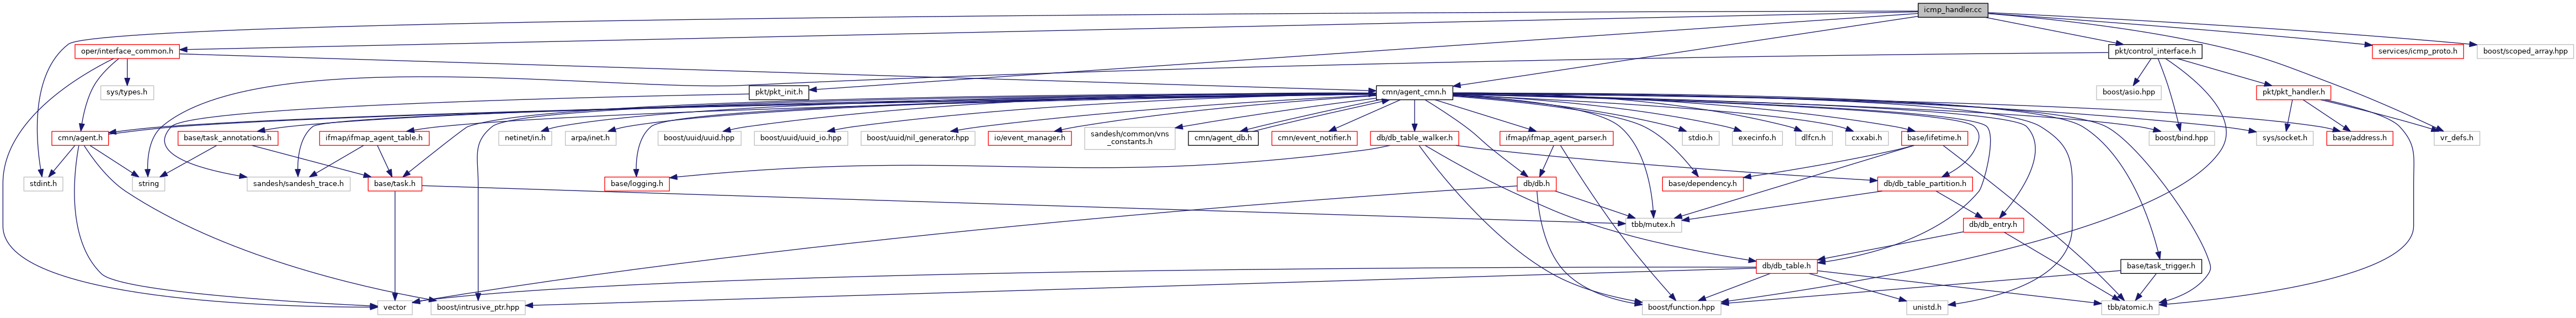 icmp_handler.cc
oper/interface_common.h
pkt/control_interface.h
services/icmp_proto.h
boost/scoped_array.hpp
sys/types.h
pkt/pkt_init.h
cmn/agent_cmn.h
boost/asio.hpp
pkt/pkt_handler.h
cmn/agent.h
base/task_annotations.h
ifmap/ifmap_agent_table.h
netinet/in.h
arpa/inet.h
boost/uuid/uuid.hpp
boost/uuid/uuid_io.hpp
boost/uuid/nil_generator.hpp
io/event_manager.h
sandesh/common/vns
_constants.h
cmn/agent_db.h
cmn/event_notifier.h
db/db_table_walker.h
ifmap/ifmap_agent_parser.h
stdio.h
execinfo.h
dlfcn.h
cxxabi.h
base/lifetime.h
boost/bind.hpp
sys/socket.h
base/address.h
vr_defs.h
stdint.h
string
sandesh/sandesh_trace.h
base/task.h
base/logging.h
db/db.h
base/dependency.h
db/db_table_partition.h
tbb/mutex.h
db/db_entry.h
db/db_table.h
base/task_trigger.h
vector
boost/intrusive_ptr.hpp
boost/function.hpp
unistd.h
tbb/atomic.h